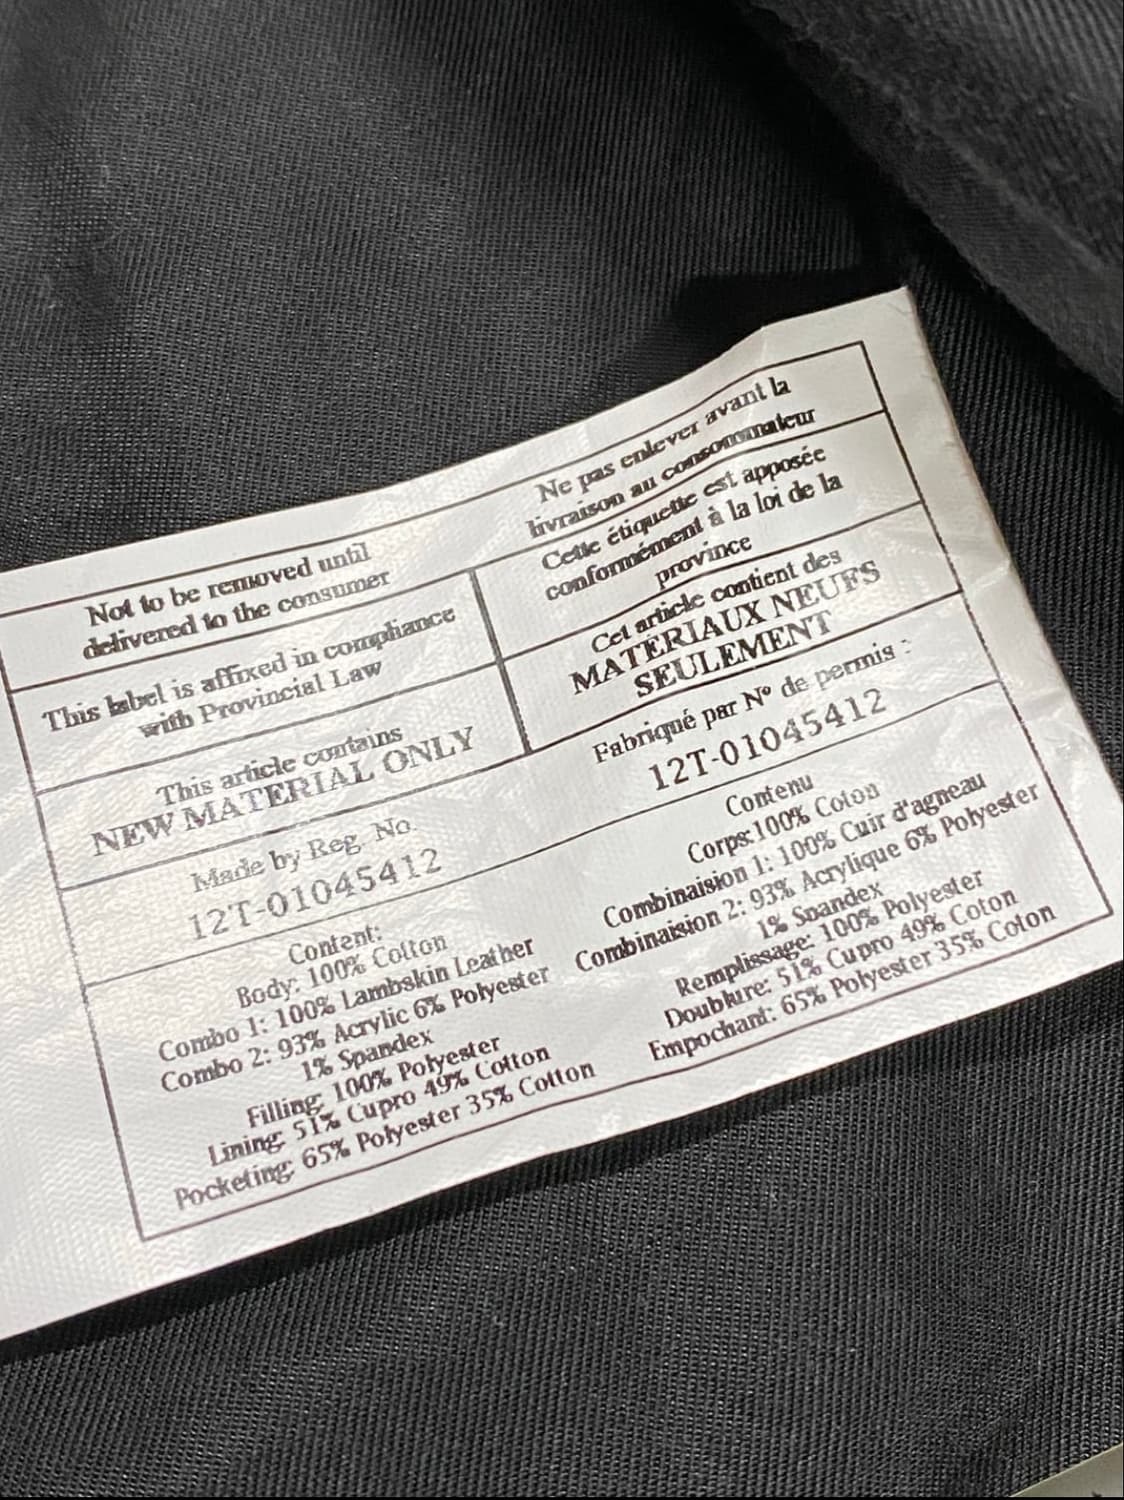 Not to be removed until
delivered to the consumer
Ne pas enlever avant la
livraison au consonomateur
This label is affixed in compliance
with Provincial Law
Cette étiquette est apposée
conformément à la loi de la
province
This article contains
NEW MATERIAL ONLY
Cet article contient des
MATERIAUX NEUFS
SEULEMENT
Made by Reg. No.
12T-01045412
Fabriqué par Nº de permis :
12T-01045412
Content:
Body: 100% Cotton
Combo 1: 100% Lambskin Leather
Combo 2: 93% Acrylic 6% Polyester
1% Spandex
Filling: 100% Polyester
Lining: 51% Cupro 49% Cotton
Pocketing: 65% Polyester 35% Cotton
Contenu
Corps:100% Coton
Combinaision 1: 100% Cuir d'agneau
Combinaision 2: 93% Acrylique 6% Polyester
1% Spandex
Remplissage: 100% Polyester
Doublure: 51% Cupro 49% Coton
Empochant: 65% Polyester 35% Coton